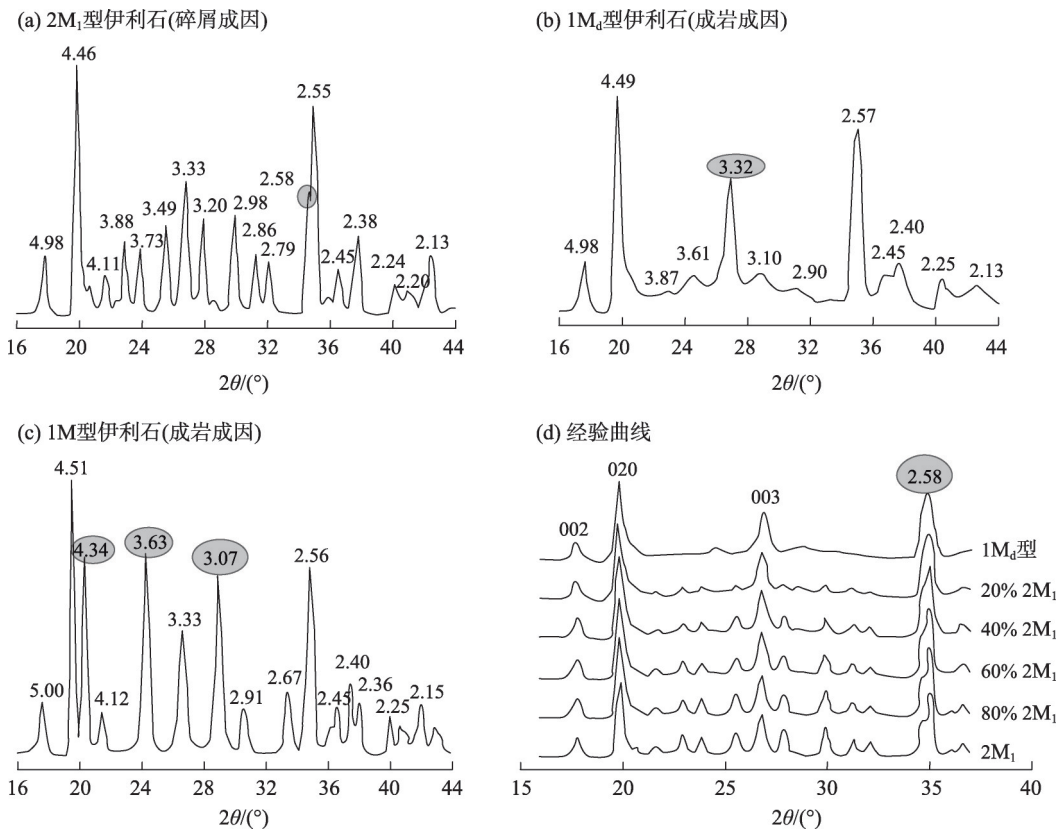 (a) 2M₁型伊利石(碎屑成因)
4.46
2.55
3.33
2.58
3.49
3.20
2.98
3.88
3.73
2.86
2.38
4.98
2.79
2.45
4.11
2.24
2.13
2.20
16 20 24 28 32 36 40 44
2θ/(°)
(b) 1M_d型伊利石(成岩成因)
4.49
2.57
3.32
4.98
3.61
2.40
3.87
3.10
2.45
2.90
2.25
2.13
16 20 24 28 32 36 40 44
2θ/(°)
(c) 1M型伊利石(成岩成因)
4.51
4.34
3.63
3.07
2.56
3.33
5.00
4.12
2.91
2.67
2.40
2.45
2.36
2.25
2.15
16 20 24 28 32 36 40 44
2θ/(°)
(d) 经验曲线
020
2.58
003
002
1M_d型
20% 2M₁
40% 2M₁
60% 2M₁
80% 2M₁
2M₁
15 20 25 30 35 40
2θ/(°)